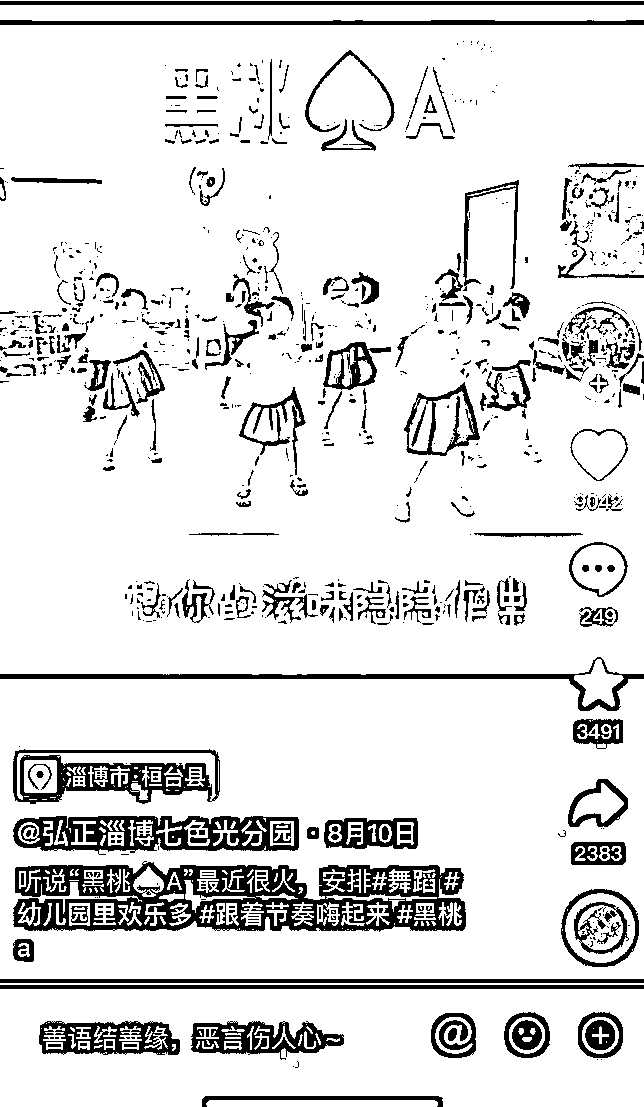 黑桃♠A
想你的滋味隐隐作祟
9042
249
3491
2383
淄博市·桓台县
@弘正淄博七色光分园 · 8月10日
听说“黑桃♠A”最近很火，安排#舞蹈 #
幼儿园里欢乐多 #跟着节奏嗨起来 #黑桃
a
善语结善缘，恶言伤人心~